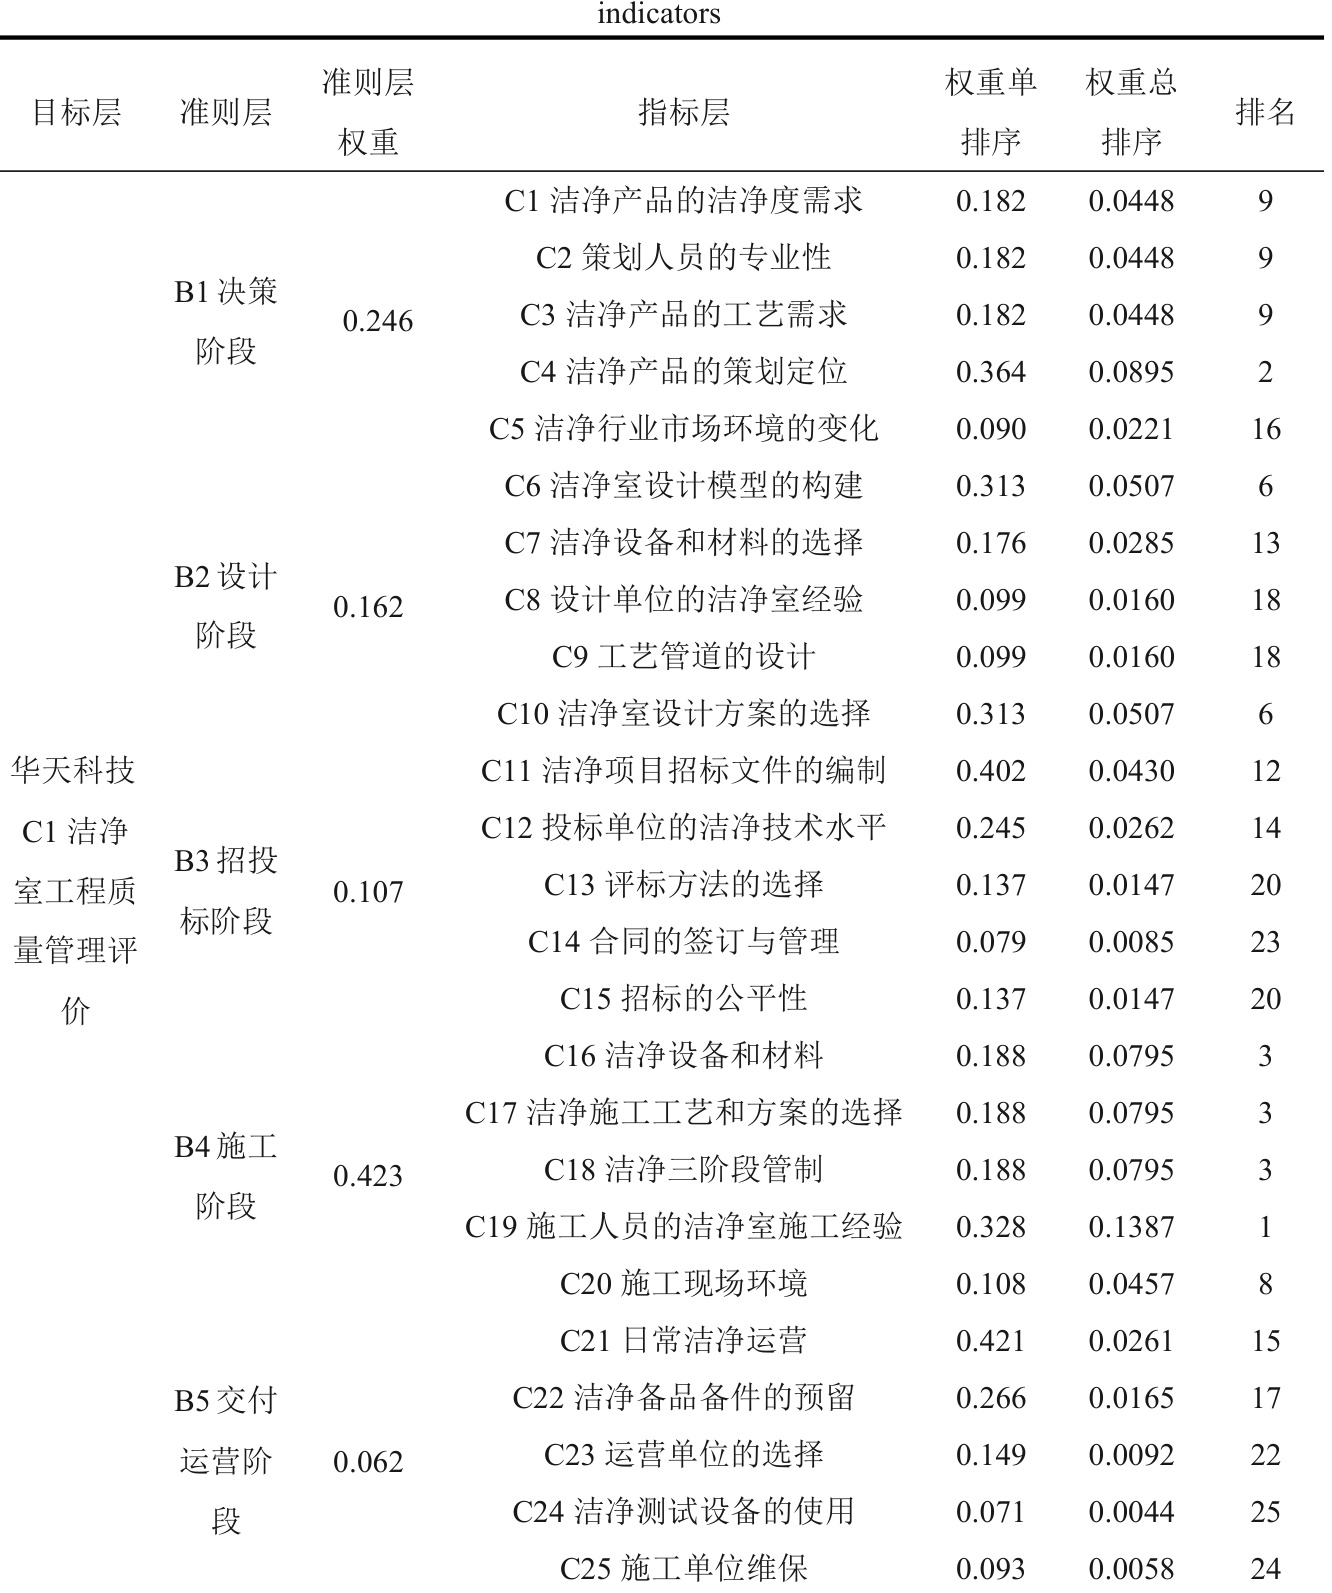 indicators
目标层 准则层 准则层权重 指标层 权重单排序 权重总排序 排名
C1 洁净产品的洁净度需求 0.182 0.0448 9
C2 策划人员的专业性 0.182 0.0448 9
B1 决策阶段 0.246
C3 洁净产品的工艺需求 0.182 0.0448 9
C4 洁净产品的策划定位 0.364 0.0895 2
C5 洁净行业市场环境的变化 0.090 0.0221 16
C6 洁净室设计模型的构建 0.313 0.0507 6
C7 洁净设备和材料的选择 0.176 0.0285 13
B2 设计阶段 0.162
C8 设计单位的洁净室经验 0.099 0.0160 18
C9 工艺管道的设计 0.099 0.0160 18
C10 洁净室设计方案的选择 0.313 0.0507 6
华天科技
C1 洁净
室工程质
量管理评
价
C11 洁净项目招标文件的编制 0.402 0.0430 12
C12 投标单位的洁净技术水平 0.245 0.0262 14
B3 招投标阶段 0.107
C13 评标方法的选择 0.137 0.0147 20
C14 合同的签订与管理 0.079 0.0085 23
C15 招标的公平性 0.137 0.0147 20
C16 洁净设备和材料 0.188 0.0795 3
C17 洁净施工工艺和方案的选择 0.188 0.0795 3
B4 施工阶段 0.423
C18 洁净三阶段管制 0.188 0.0795 3
C19 施工人员的洁净室施工经验 0.328 0.1387 1
C20 施工现场环境 0.108 0.0457 8
C21 日常洁净运营 0.421 0.0261 15
C22 洁净备品备件的预留 0.266 0.0165 17
B5 交付运营阶段 0.062
C23 运营单位的选择 0.149 0.0092 22
C24 洁净测试设备的使用 0.071 0.0044 25
C25 施工单位维保 0.093 0.0058 24